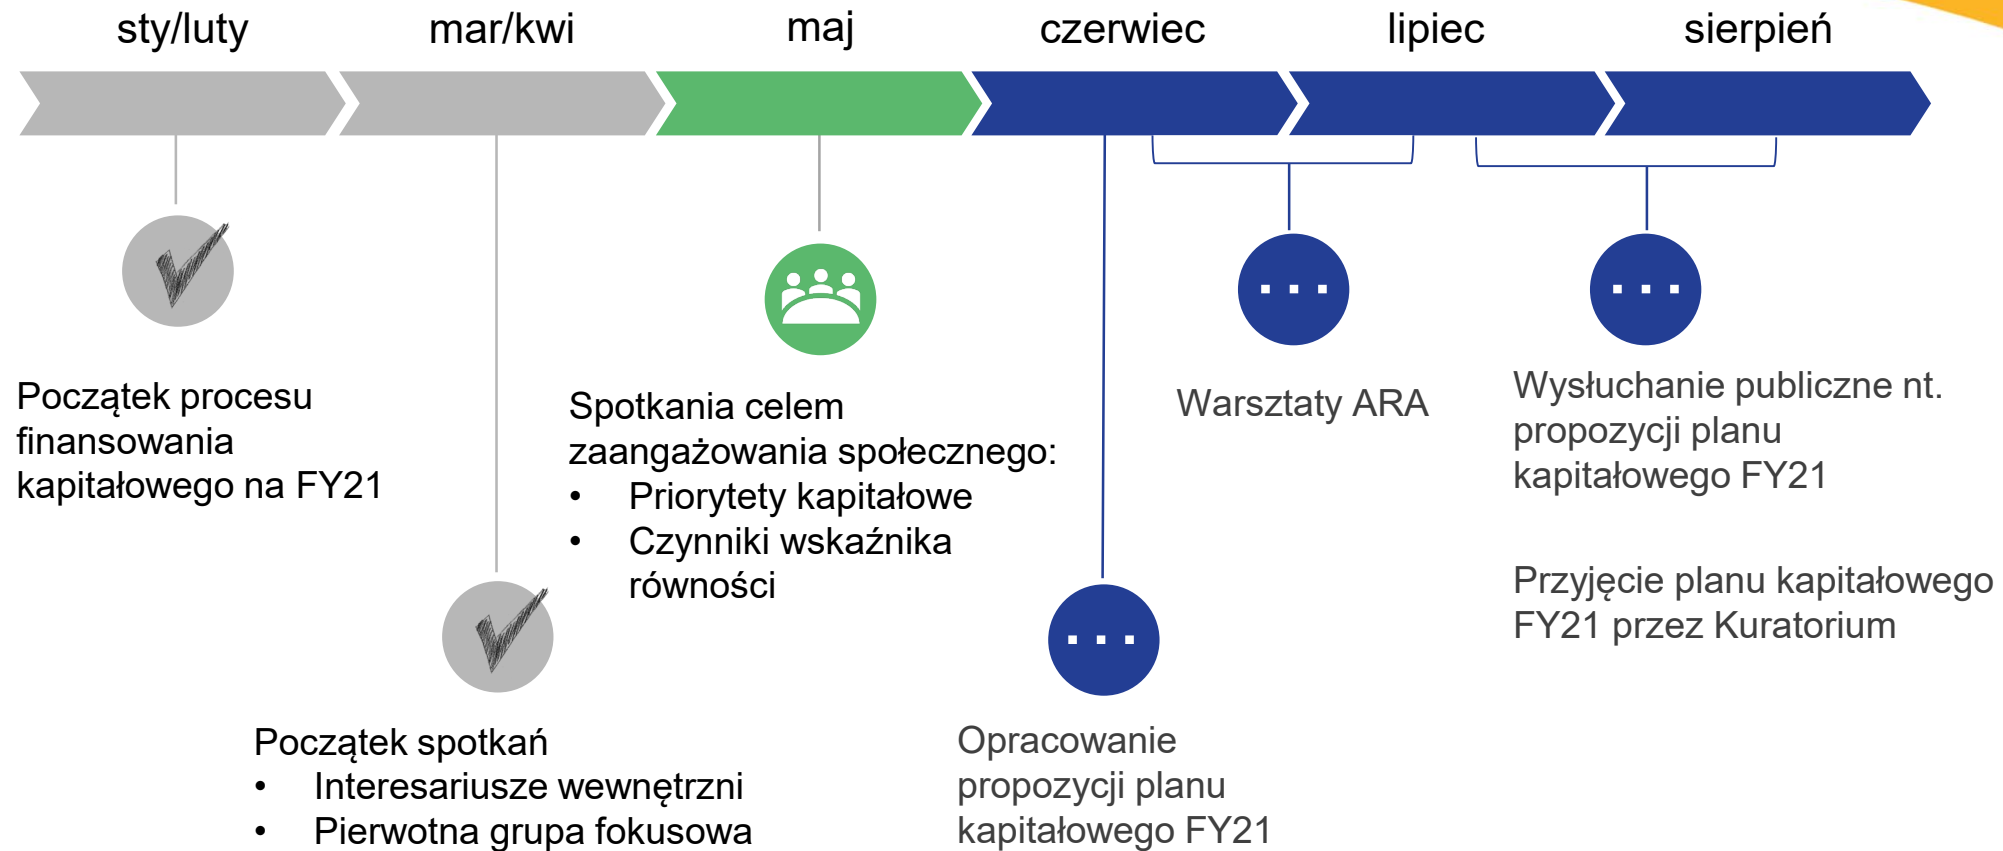 sty/luty
mar/kwi
maj
czerwiec
lipiec
sierpień
Początek procesu
finansowania
kapitałowego na FY21
Początek spotkań
• Interesariusze wewnętrzni
• Pierwotna grupa fokusowa
Spotkania celem
zaangażowania społecznego:
• Priorytety kapitałowe
• Czynniki wskaźnika
równości
Opracowanie
propozycji planu
kapitałowego FY21
Warsztaty ARA
Wysłuchanie publiczne nt.
propozycji planu
kapitałowego FY21
Przyjęcie planu kapitałowego
FY21 przez Kuratorium